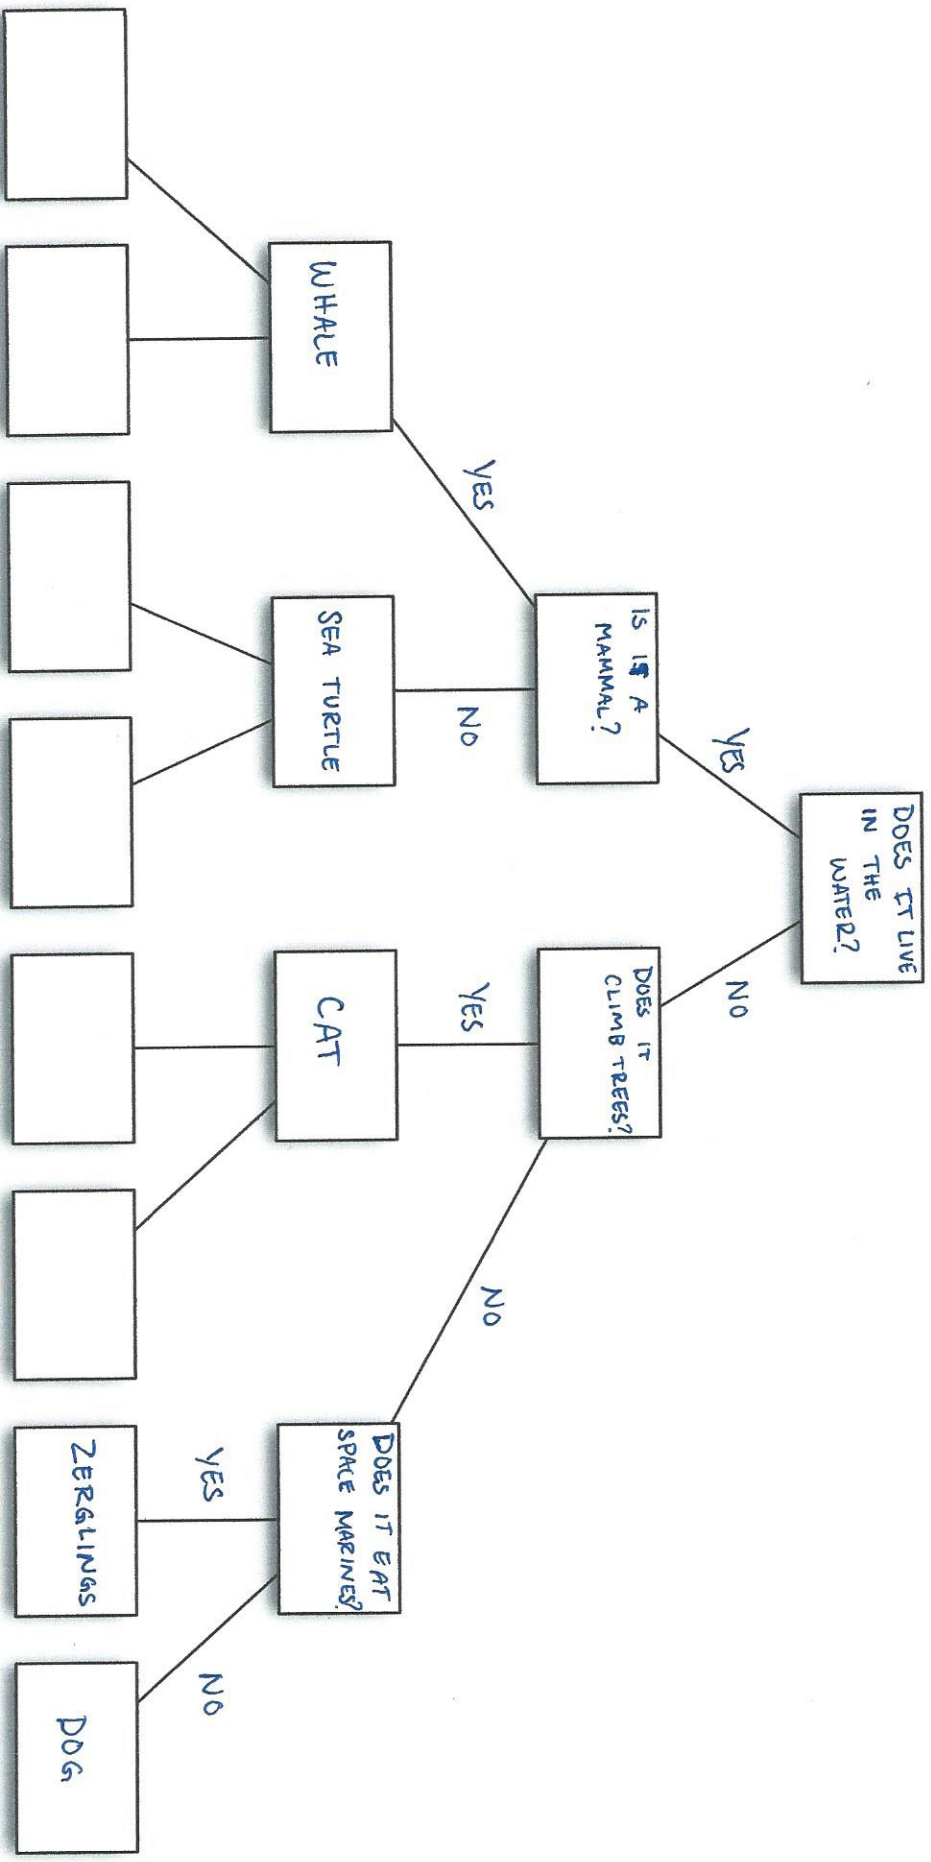 DOES IT LIVE
IN THE
WATER?
YES
NO
IS IT A
MAMMAL?
DOES IT
CLIMB TREES?
YES
NO
YES
NO
WHALE
SEA TURTLE
CAT
DOES IT EAT
SPACE MARINES?
YES
NO
ZERGLINGS
DOG